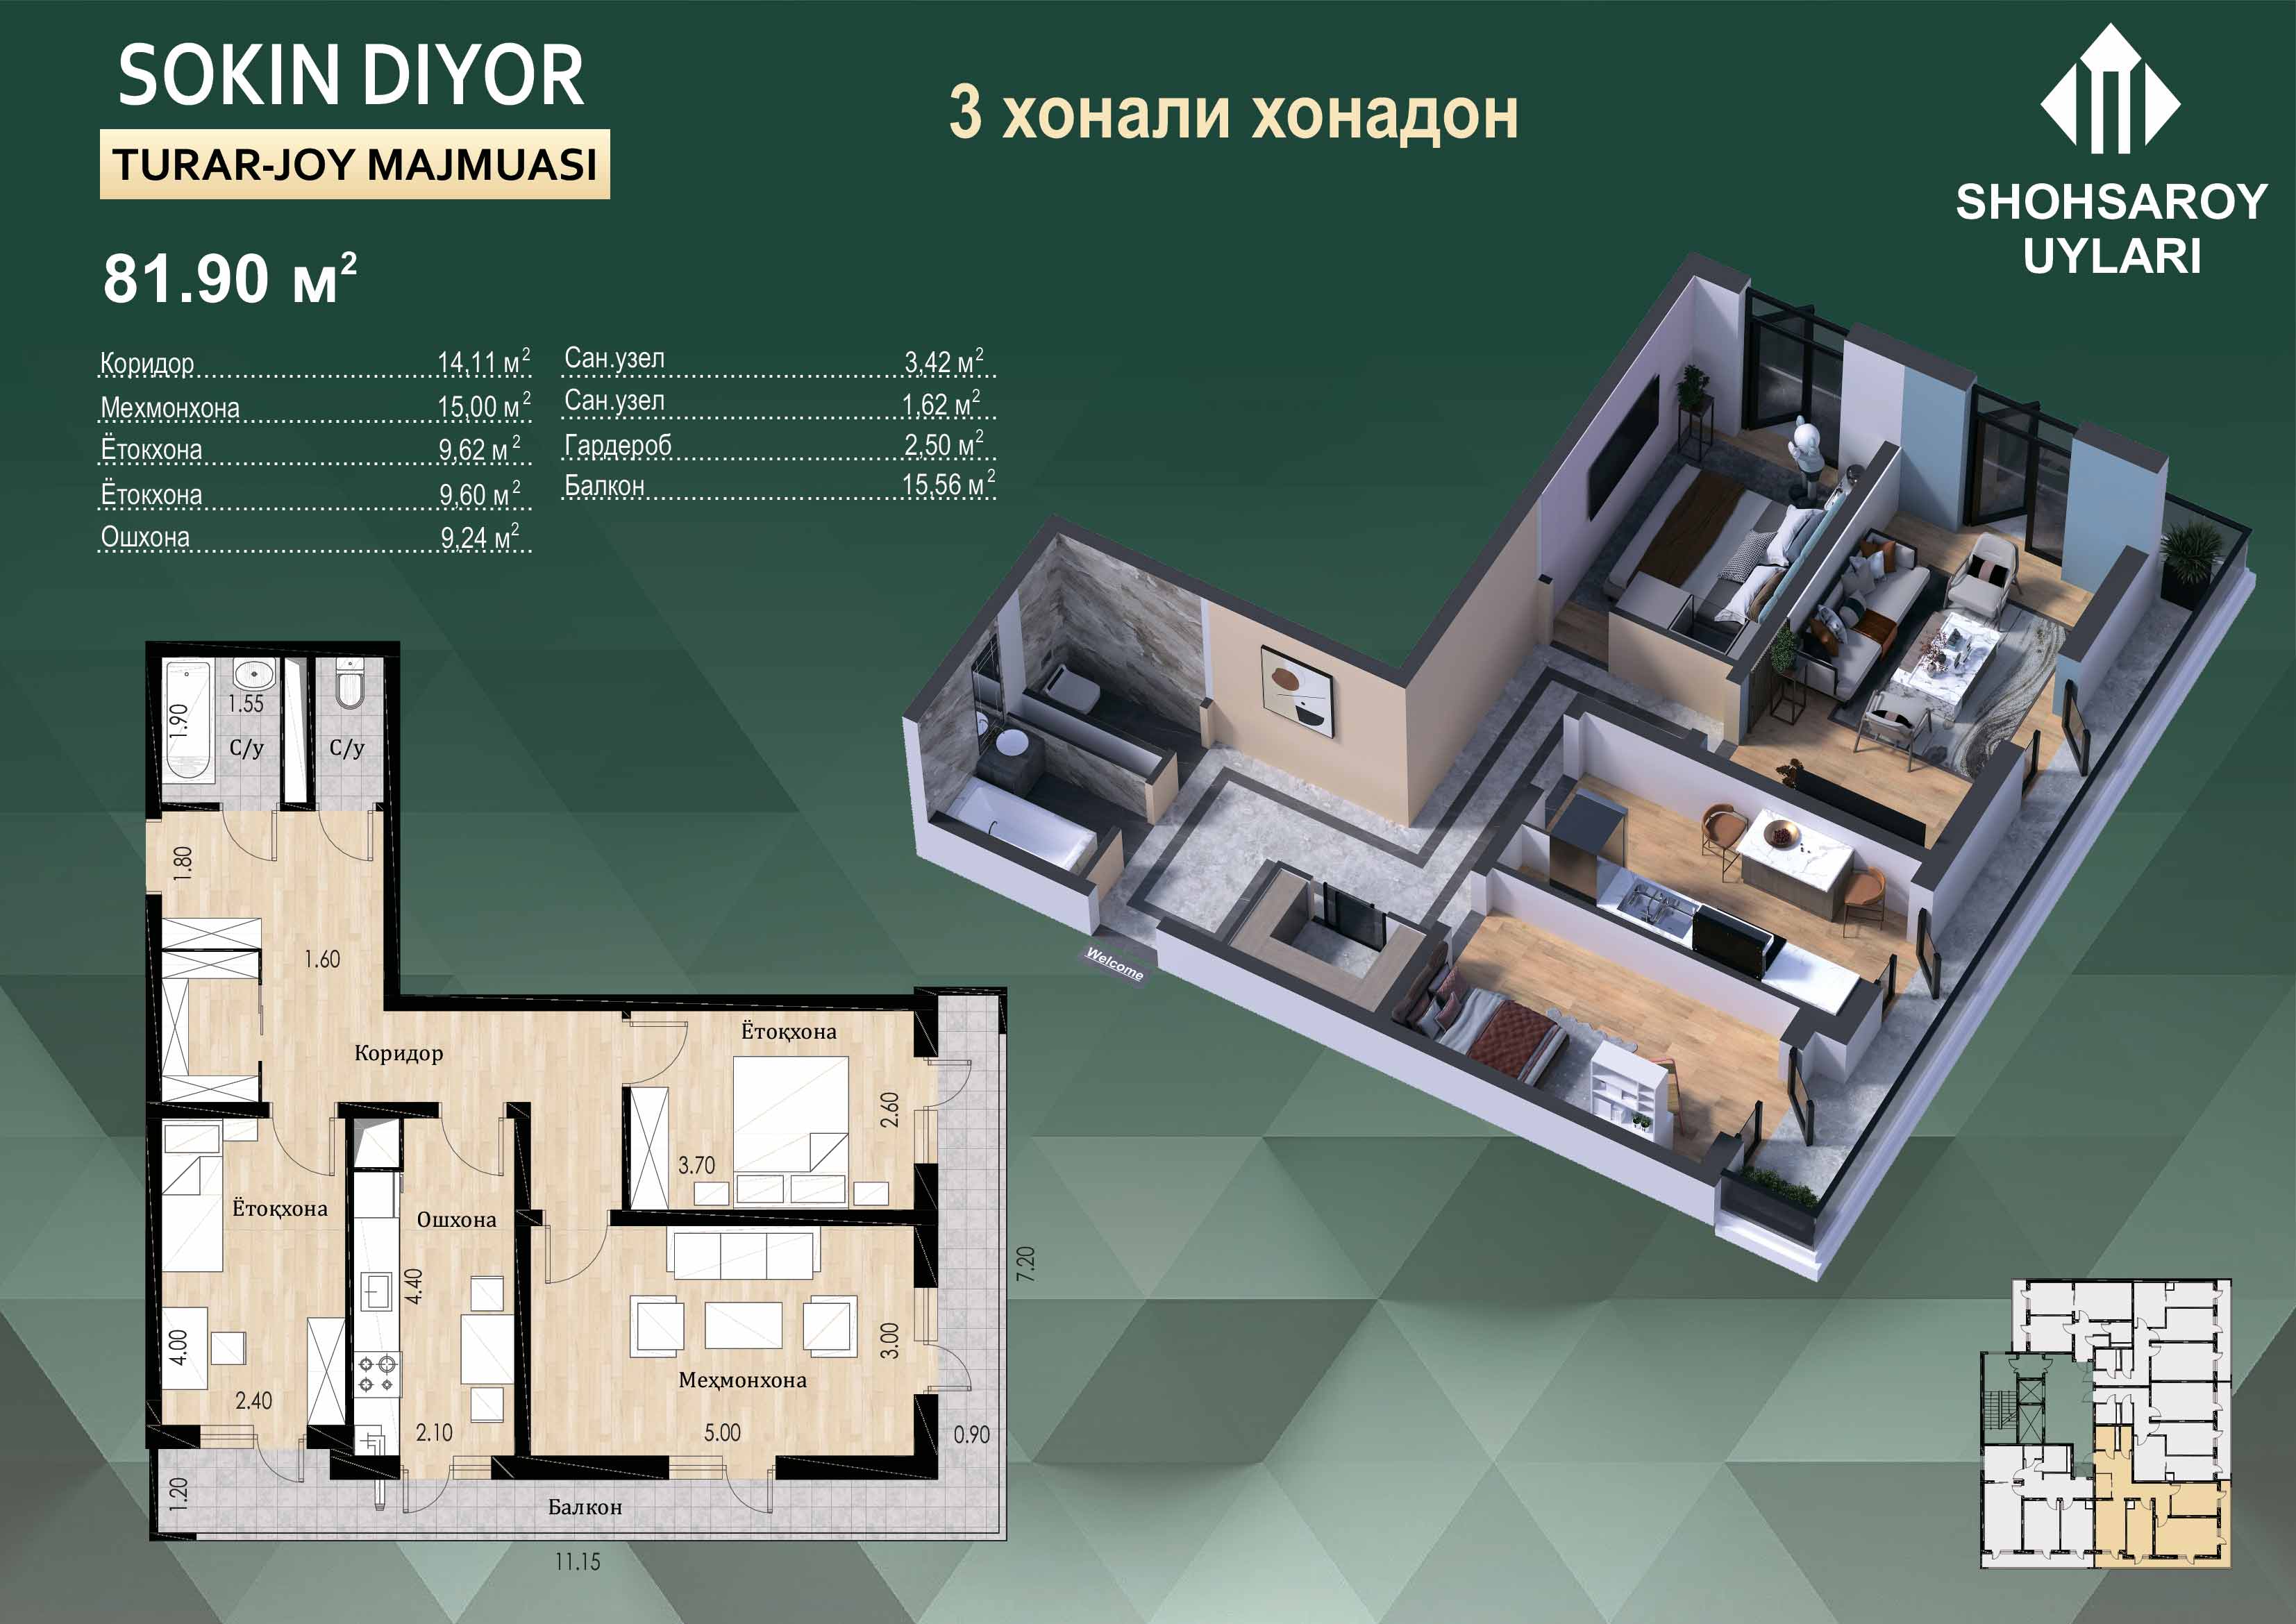 SOKIN DIYOR
TURAR-JOY MAJMUASI
3 хонали хонадон
SHOHSAROY
UYLARI
81.90 м²
Коридор 14,11 м²
Мехмонхона 15,00 м²
Ётокхона 9,62 м²
Ётокхона 9,60 м²
Ошхона 9,24 м²
Сан.узел 3,42 м²
Сан.узел 1,62 м²
Гардероб 2,50 м²
Балкон 15,56 м²
1.90
1.55
С/у
С/у
1.80
1.60
Коридор
Ётоқхона
2.60
3.70
Ётоқхона
Ошхона
4.40
4.00
2.40
2.10
Меҳмонхона
5.00
3.00
7.20
0.90
1.20
Балкон
11.15
Welcome